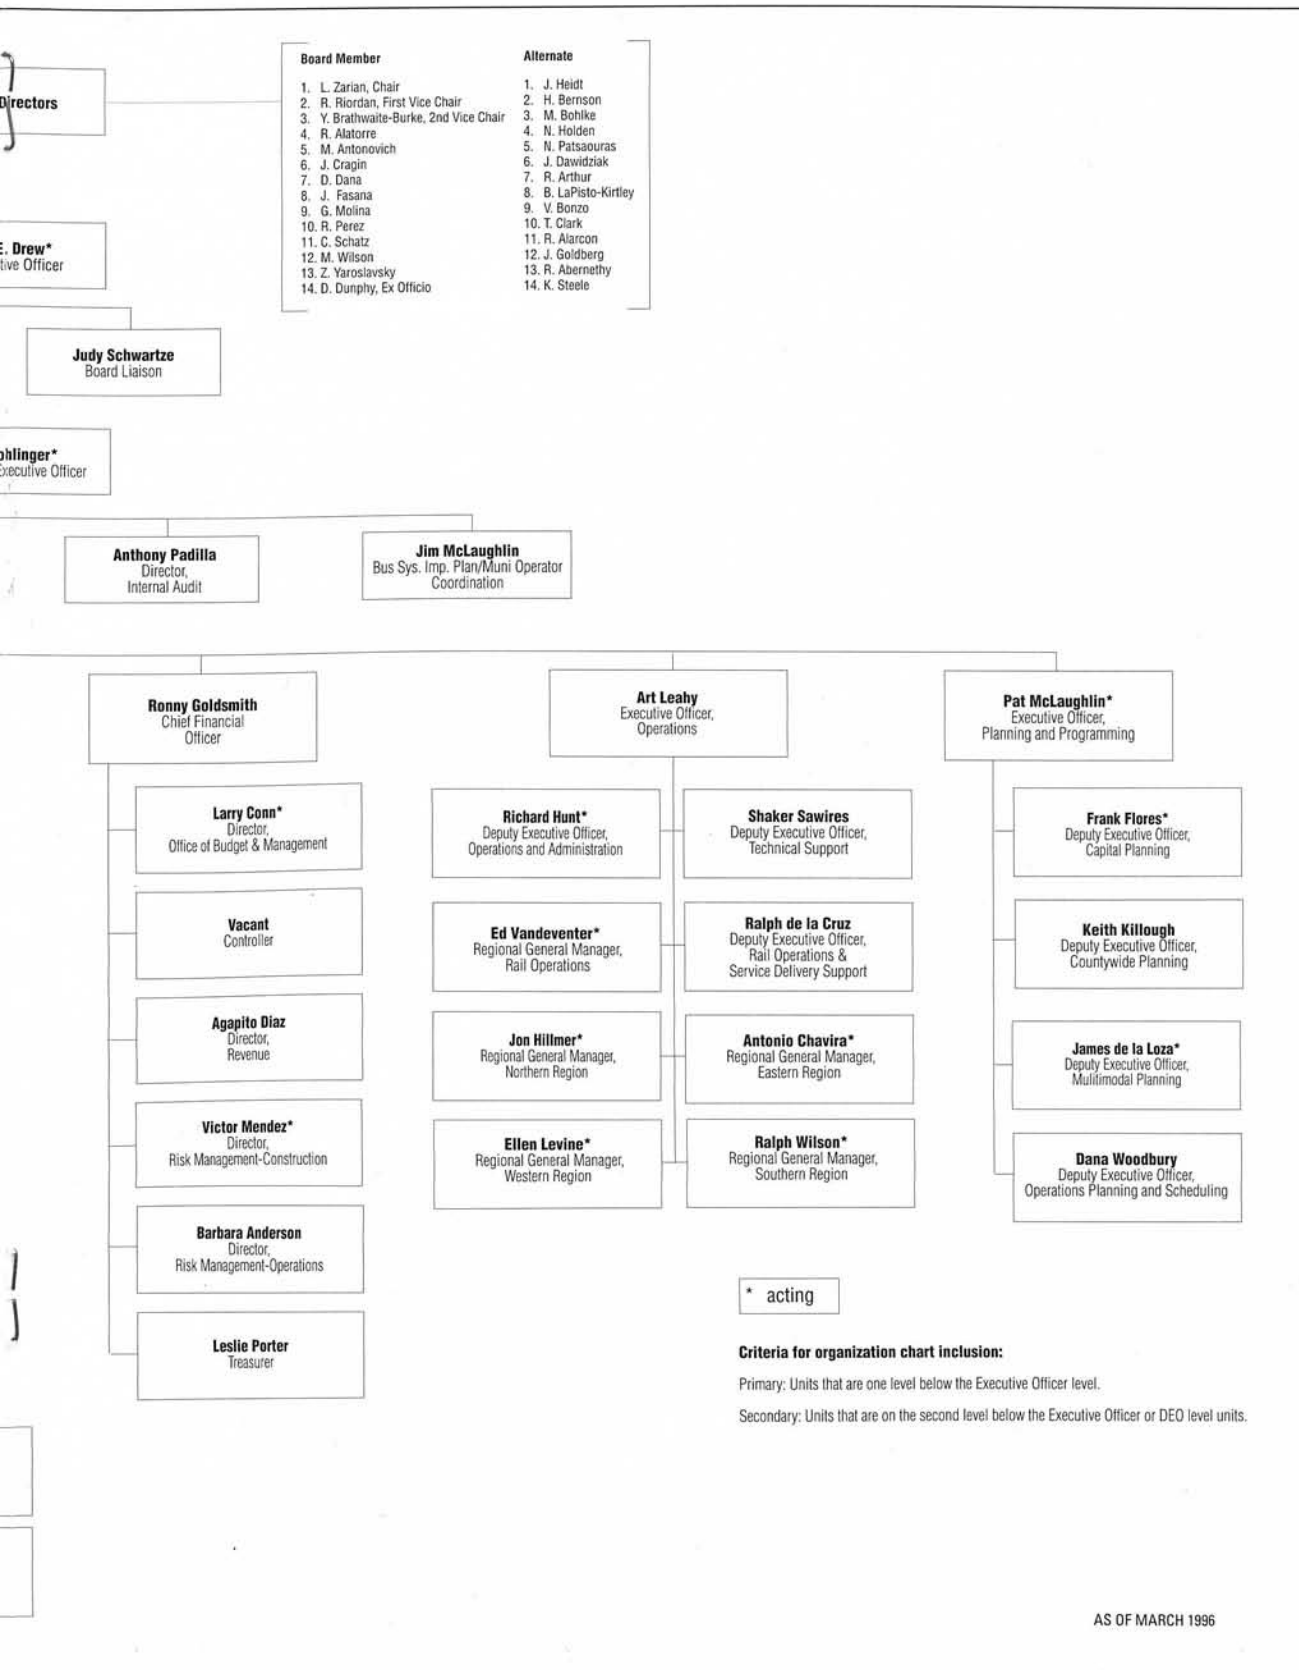 Directors
Board Member
1. L. Zarian, Chair
2. R. Riordan, First Vice Chair
3. Y. Brathwaite-Burke, 2nd Vice Chair
4. R. Alatorre
5. M. Antonovich
6. J. Cragin
7. D. Dana
8. J. Fasana
9. G. Molina
10. R. Perez
11. C. Schatz
12. M. Wilson
13. Z. Yaroslavsky
14. D. Dunphy, Ex Officio
Alternate
1. J. Heidt
2. H. Bernson
3. M. Bohlke
4. N. Holden
5. N. Patsaouras
6. J. Dawidziak
7. R. Arthur
8. B. LaPisto-Kirtley
9. V. Bonzo
10. T. Clark
11. R. Alarcon
12. J. Goldberg
13. R. Abernethy
14. K. Steele
E. Drew*
tive Officer
Judy Schwartze
Board Liaison
ohlinger*
Executive Officer
Anthony Padilla
Director,
Internal Audit
Jim McLaughlin
Bus Sys. Imp. Plan/Muni Operator
Coordination
Ronny Goldsmith
Chief Financial
Officer
Larry Conn*
Director,
Office of Budget & Management
Vacant
Controller
Agapito Diaz
Director,
Revenue
Victor Mendez*
Director,
Risk Management-Construction
Barbara Anderson
Director,
Risk Management-Operations
Leslie Porter
Treasurer
Art Leahy
Executive Officer,
Operations
Richard Hunt*
Deputy Executive Officer,
Operations and Administration
Shaker Sawires
Deputy Executive Officer,
Technical Support
Ed Vandeventer*
Regional General Manager,
Rail Operations
Ralph de la Cruz
Deputy Executive Officer,
Rail Operations &
Service Delivery Support
Jon Hillmer*
Regional General Manager,
Northern Region
Antonio Chavira*
Regional General Manager,
Eastern Region
Ellen Levine*
Regional General Manager,
Western Region
Ralph Wilson*
Regional General Manager,
Southern Region
Pat McLaughlin*
Executive Officer,
Planning and Programming
Frank Flores*
Deputy Executive Officer,
Capital Planning
Keith Killough
Deputy Executive Officer,
Countywide Planning
James de la Loza*
Deputy Executive Officer,
Mulitimodal Planning
Dana Woodbury
Deputy Executive Officer,
Operations Planning and Scheduling
* acting
Criteria for organization chart inclusion:
Primary: Units that are one level below the Executive Officer level.
Secondary: Units that are on the second level below the Executive Officer or DEO level units.
AS OF MARCH 1996